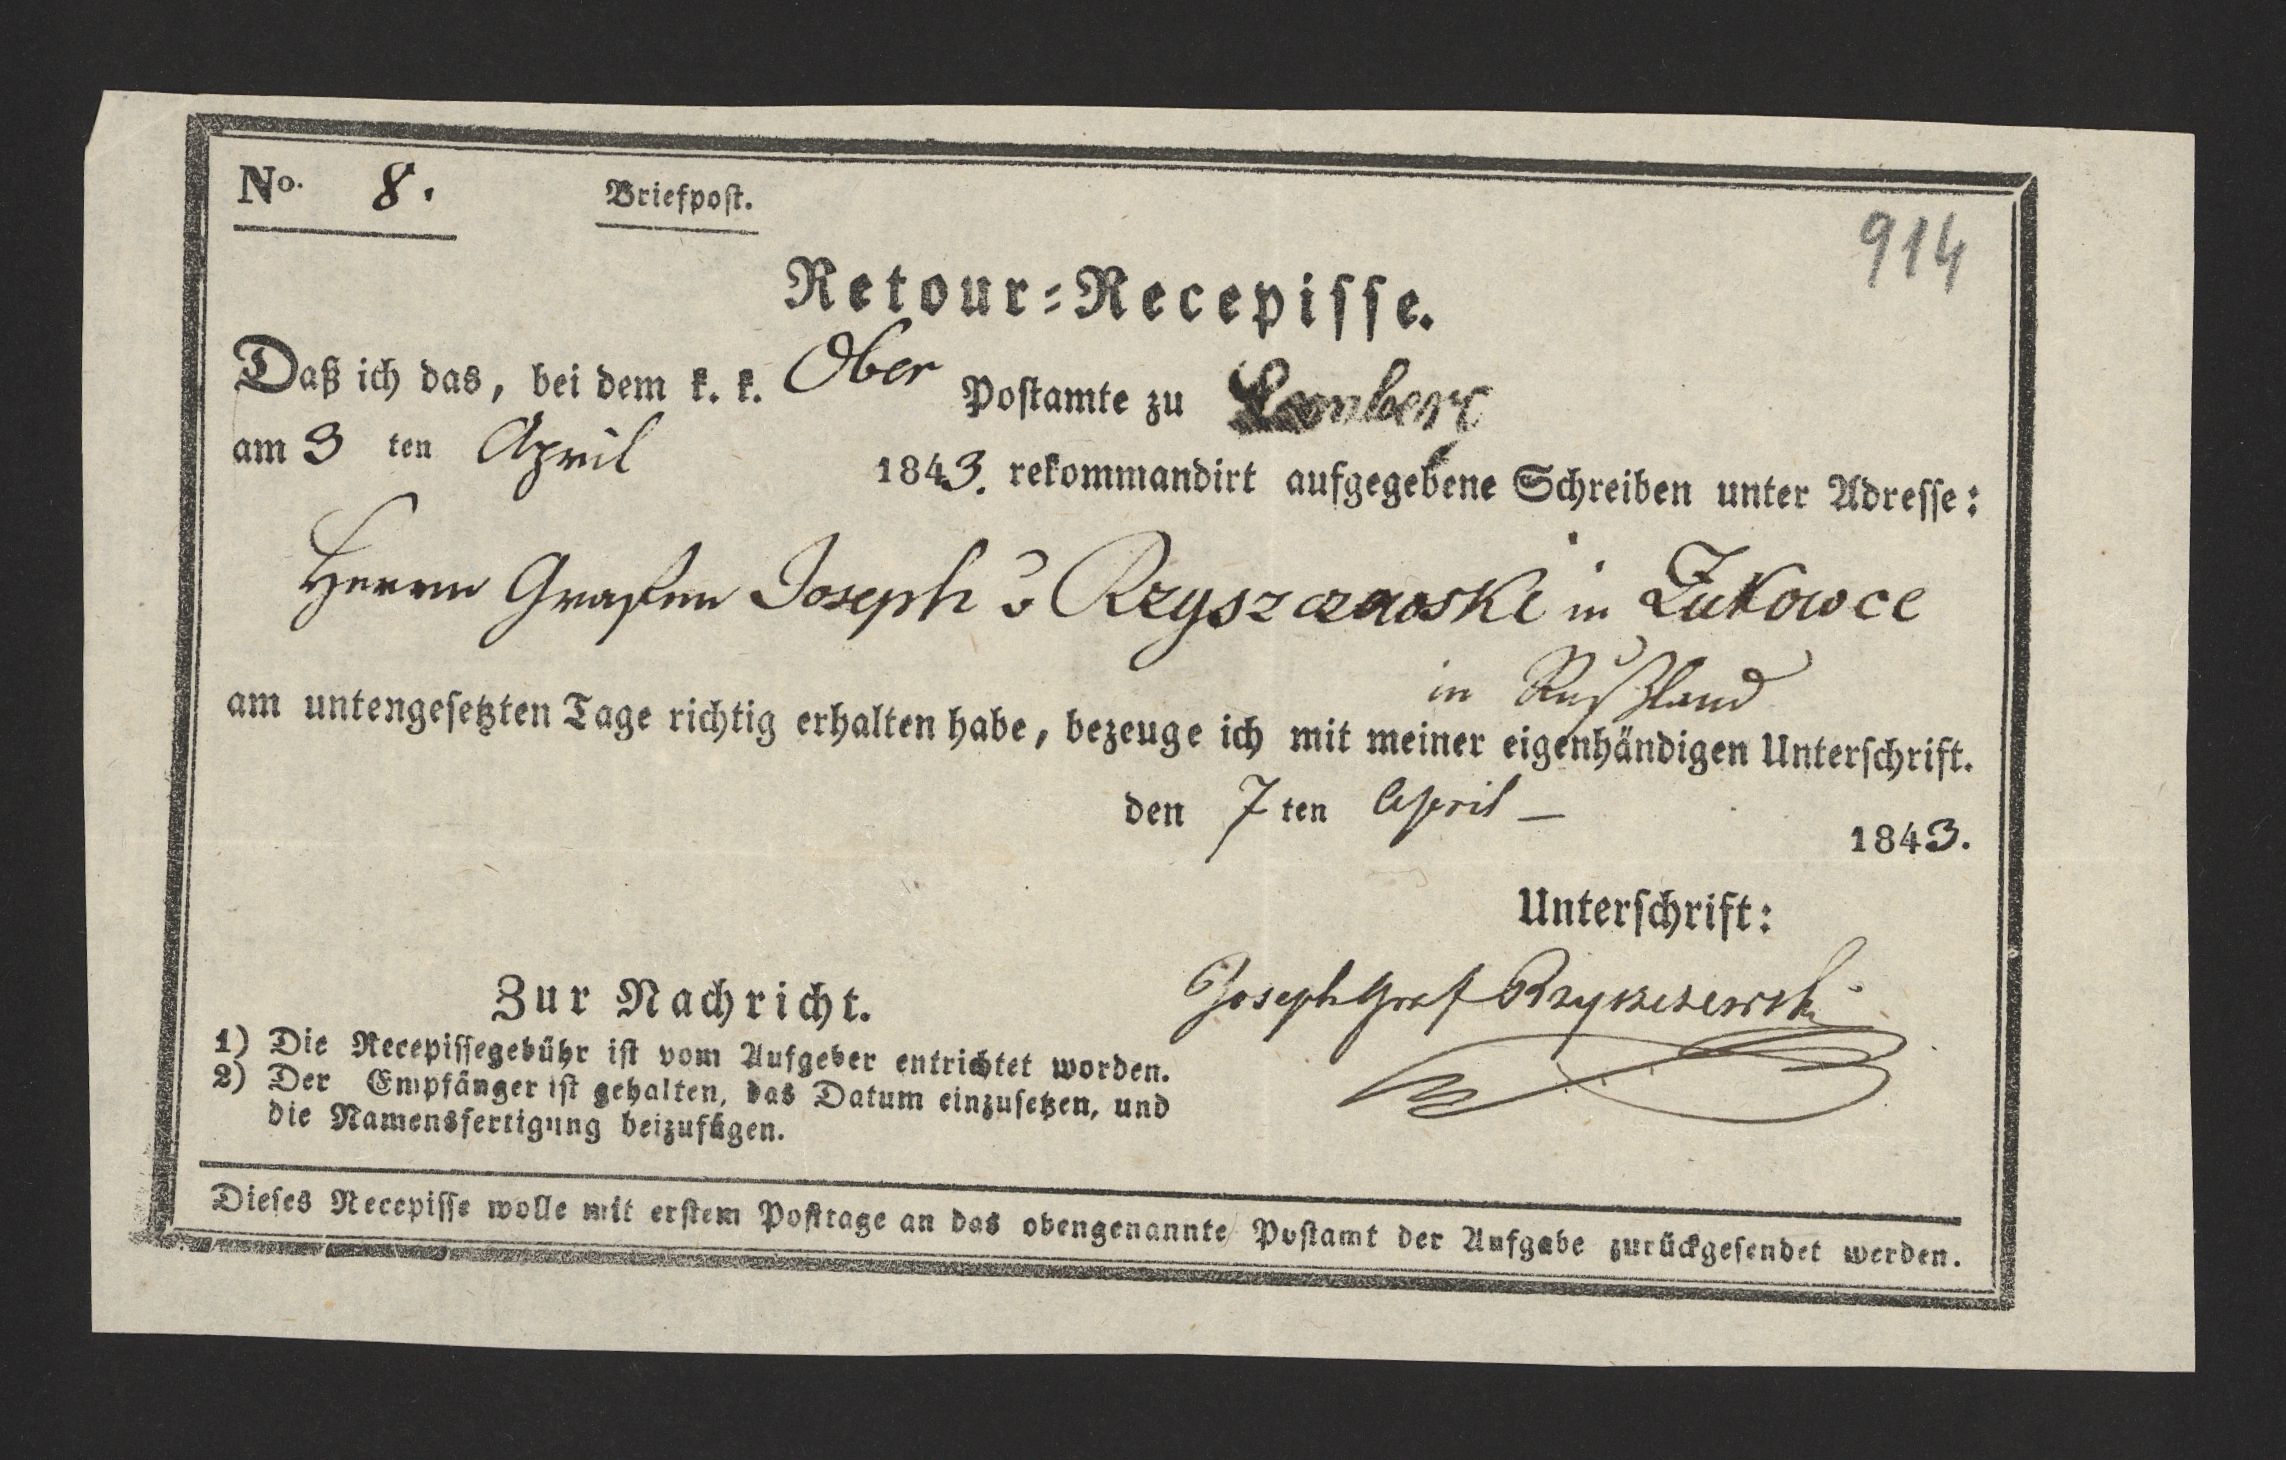 No. 8. Briefpost.
914
Retour-Recepisse.
Daß ich das, bei dem k. k. Ober Postamte zu Lemberg
am 3 ten April 1843. rekommandirt aufgegebene Schreiben unter Adresse:
Herrn Grafen Joseph v Rzyszczewski in Żukowce
in Rußland
am untengesetzten Tage richtig erhalten habe, bezeuge ich mit meiner eigenhändigen Unterschrift.
den 7 ten April — 1843.
Unterschrift:
Joseph Graf
Zur Nachricht.
1) Die Recepissegebühr ist vom Aufgeber entrichtet worden.
2) Der Empfänger ist gehalten, das Datum einzusetzen, und
die Namensfertigung beizufügen.
Dieses Recepisse wolle mit erstem Posttage an das obengenannte Postamt der Aufgabe zurückgesendet werden.